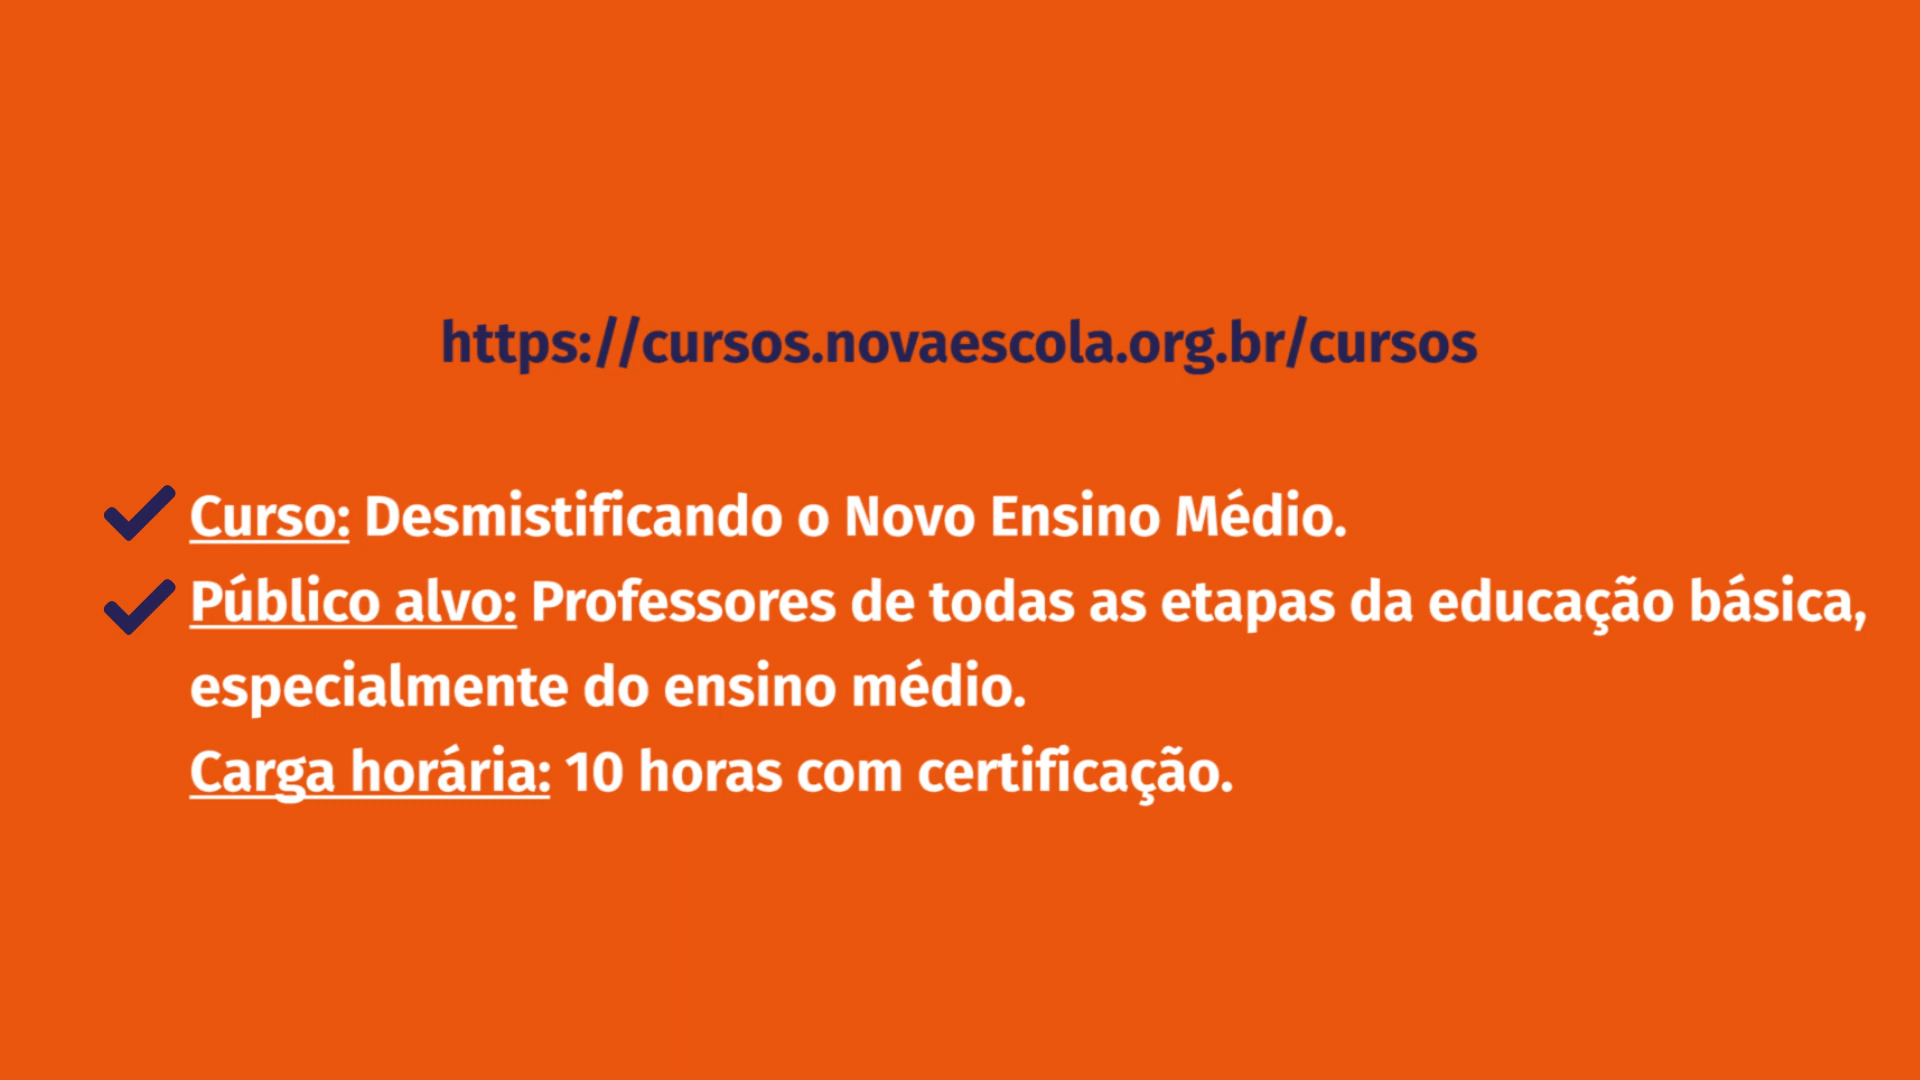 https://cursos.novaescola.org.br/cursos
Curso: Desmistificando o Novo Ensino Médio.
Público alvo: Professores de todas as etapas da educação básica,
especialmente do ensino médio.
Carga horária: 10 horas com certificação.